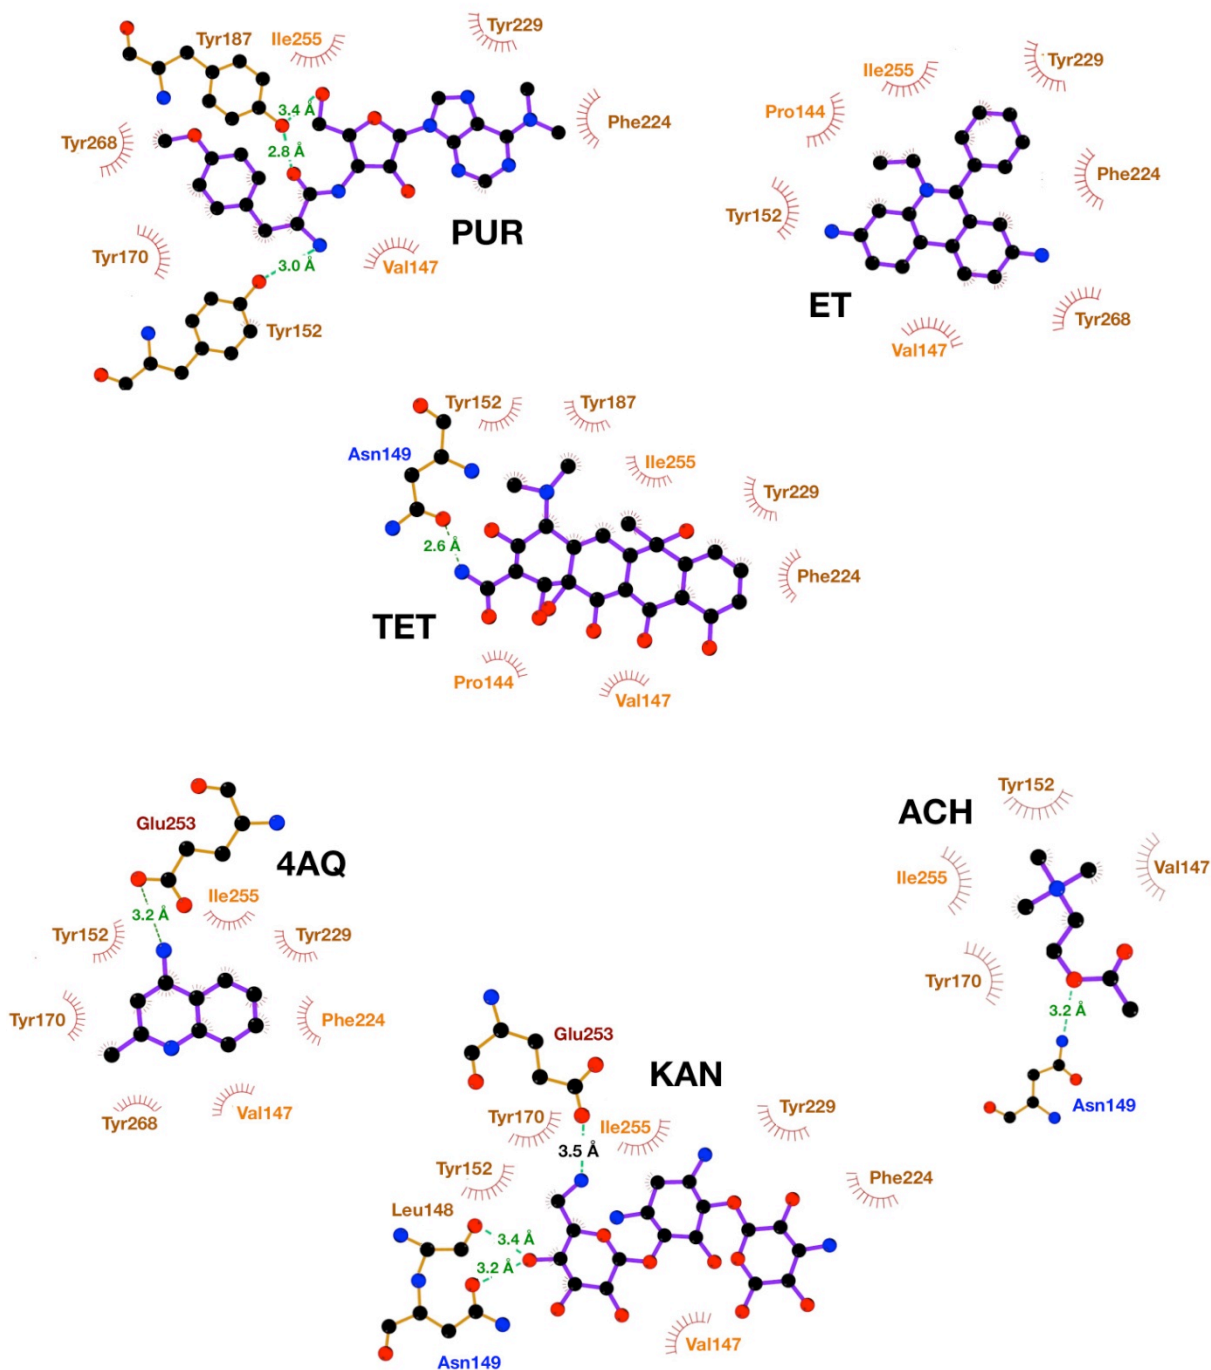 Tyr187
Ile255
Tyr229
3.4 Å
Phe224
Tyr268
2.8 Å
PUR
Tyr170
3.0 Å
Val147
Tyr152
Tyr229
Ile255
Pro144
Phe224
Tyr152
ET
Tyr268
Val147
Tyr152
Tyr187
Asn149
Ile255
Tyr229
2.6 Å
Phe224
TET
Pro144
Val147
Glu253
4AQ
Ile255
3.2 Å
Tyr152
Tyr229
Tyr170
Phe224
Tyr268
Val147
Tyr152
ACH
Val147
Ile255
Tyr170
3.2 Å
Asn149
Glu253
KAN
Tyr170
Ile255
Tyr229
3.5 Å
Tyr152
Phe224
Leu148
3.4 Å
3.2 Å
Val147
Asn149